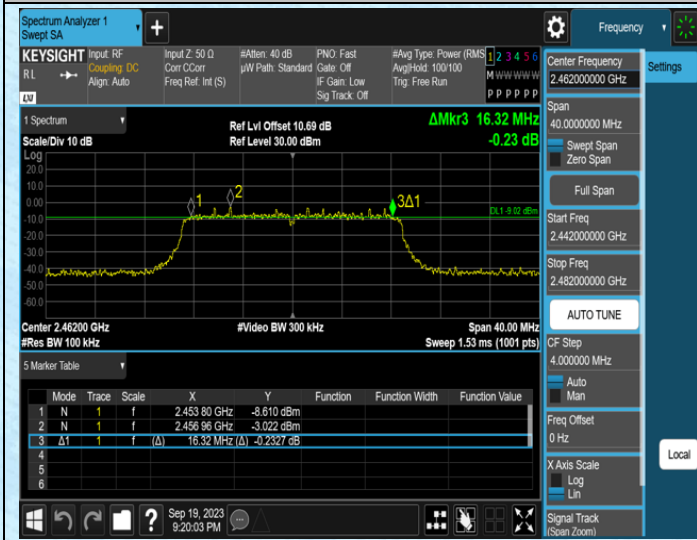 Spectrum Analyzer 1
Swept SA
+
Frequency
KEYSIGHT
RL
LXI
Input: RF
Coupling: DC
Align: Auto
Input Z: 50 Ω
Corr CCorr
Freq Ref: Int (S)
#Atten: 40 dB
µW Path: Standard
PNO: Fast
Gate: Off
IF Gain: Low
Sig Track: Off
#Avg Type: Power (RMS
Avg|Hold: 100/100
Trig: Free Run
1 2 3 4 5 6
M W W W W W
P P P P P P
1 Spectrum
Scale/Div 10 dB
Ref Lvl Offset 10.69 dB
Ref Level 30.00 dBm
ΔMkr3 16.32 MHz
-0.23 dB
Log
20.0
10.0
0.00
-10.0
-20.0
-30.0
-40.0
-50.0
-60.0
1
2
3Δ1
DL1 -9.02 dBm
Center 2.46200 GHz
#Res BW 100 kHz
#Video BW 300 kHz
Span 40.00 MHz
Sweep 1.53 ms (1001 pts)
5 Marker Table
Mode Trace Scale X Y Function Function Width Function Value
1 N 1 f 2.453 80 GHz -8.610 dBm
2 N 1 f 2.456 96 GHz -3.022 dBm
3 Δ1 1 f (Δ) 16.32 MHz (Δ) -0.2327 dB
4
5
6
?
Sep 19, 2023
9:20:03 PM
Center Frequency
2.462000000 GHz
Span
40.0000000 MHz
Swept Span
Zero Span
Full Span
Start Freq
2.442000000 GHz
Stop Freq
2.482000000 GHz
AUTO TUNE
CF Step
4.000000 MHz
Auto
Man
Freq Offset
0 Hz
X Axis Scale
Log
Lin
Signal Track
(Span Zoom)
Settings
Local